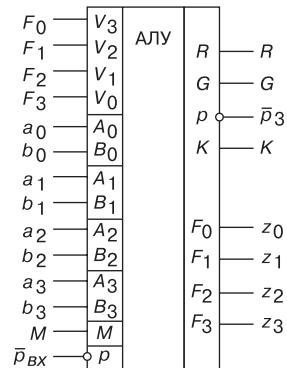 F₀ V₃ АЛУ
F₁ V₂ R R
F₂ V₁ G G
F₃ V₀ p p̅₃
a₀ A₀ K K
b₀ B₀
a₁ A₁
b₁ B₁
a₂ A₂ F₀ z₀
b₂ B₂ F₁ z₁
a₃ A₃ F₂ z₂
b₃ B₃ F₃ z₃
M M
p̅вх p